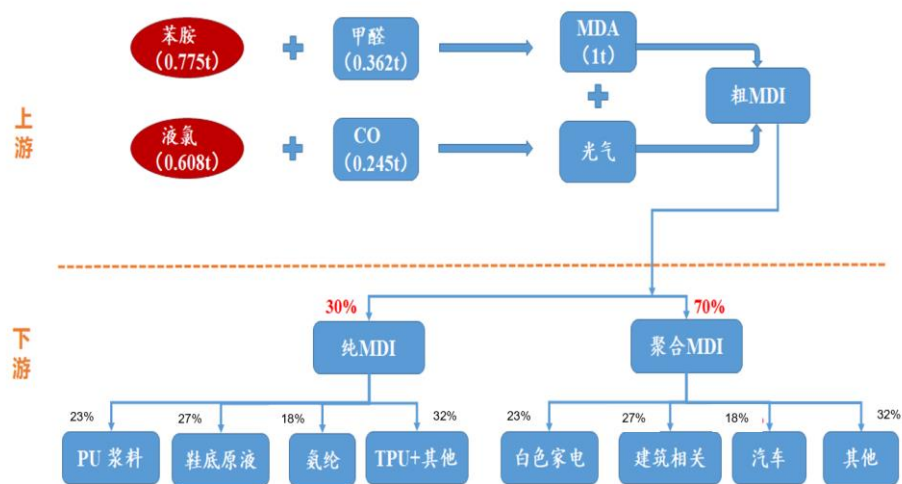 上游
苯胺
（0.775t）
甲醛
（0.362t）
MDA
（1t）
粗MDI
液氯
（0.608t）
CO
（0.245t）
光气
下游
30%
70%
纯MDI
聚合MDI
23%
27%
18%
32%
23%
27%
18%
32%
PU 浆料
鞋底原液
氨纶
TPU+其他
白色家电
建筑相关
汽车
其他